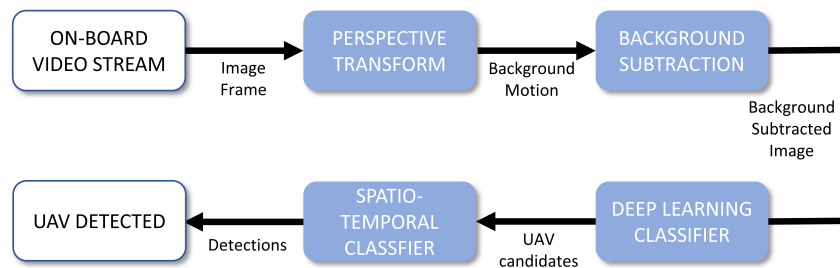 ON-BOARD
VIDEO STREAM
Image
Frame
PERSPECTIVE
TRANSFORM
Background
Motion
BACKGROUND
SUBTRACTION
Background
Subtracted
Image
DEEP LEARNING
CLASSIFIER
UAV
candidates
SPATIO-
TEMPORAL
CLASSFIER
Detections
UAV DETECTED